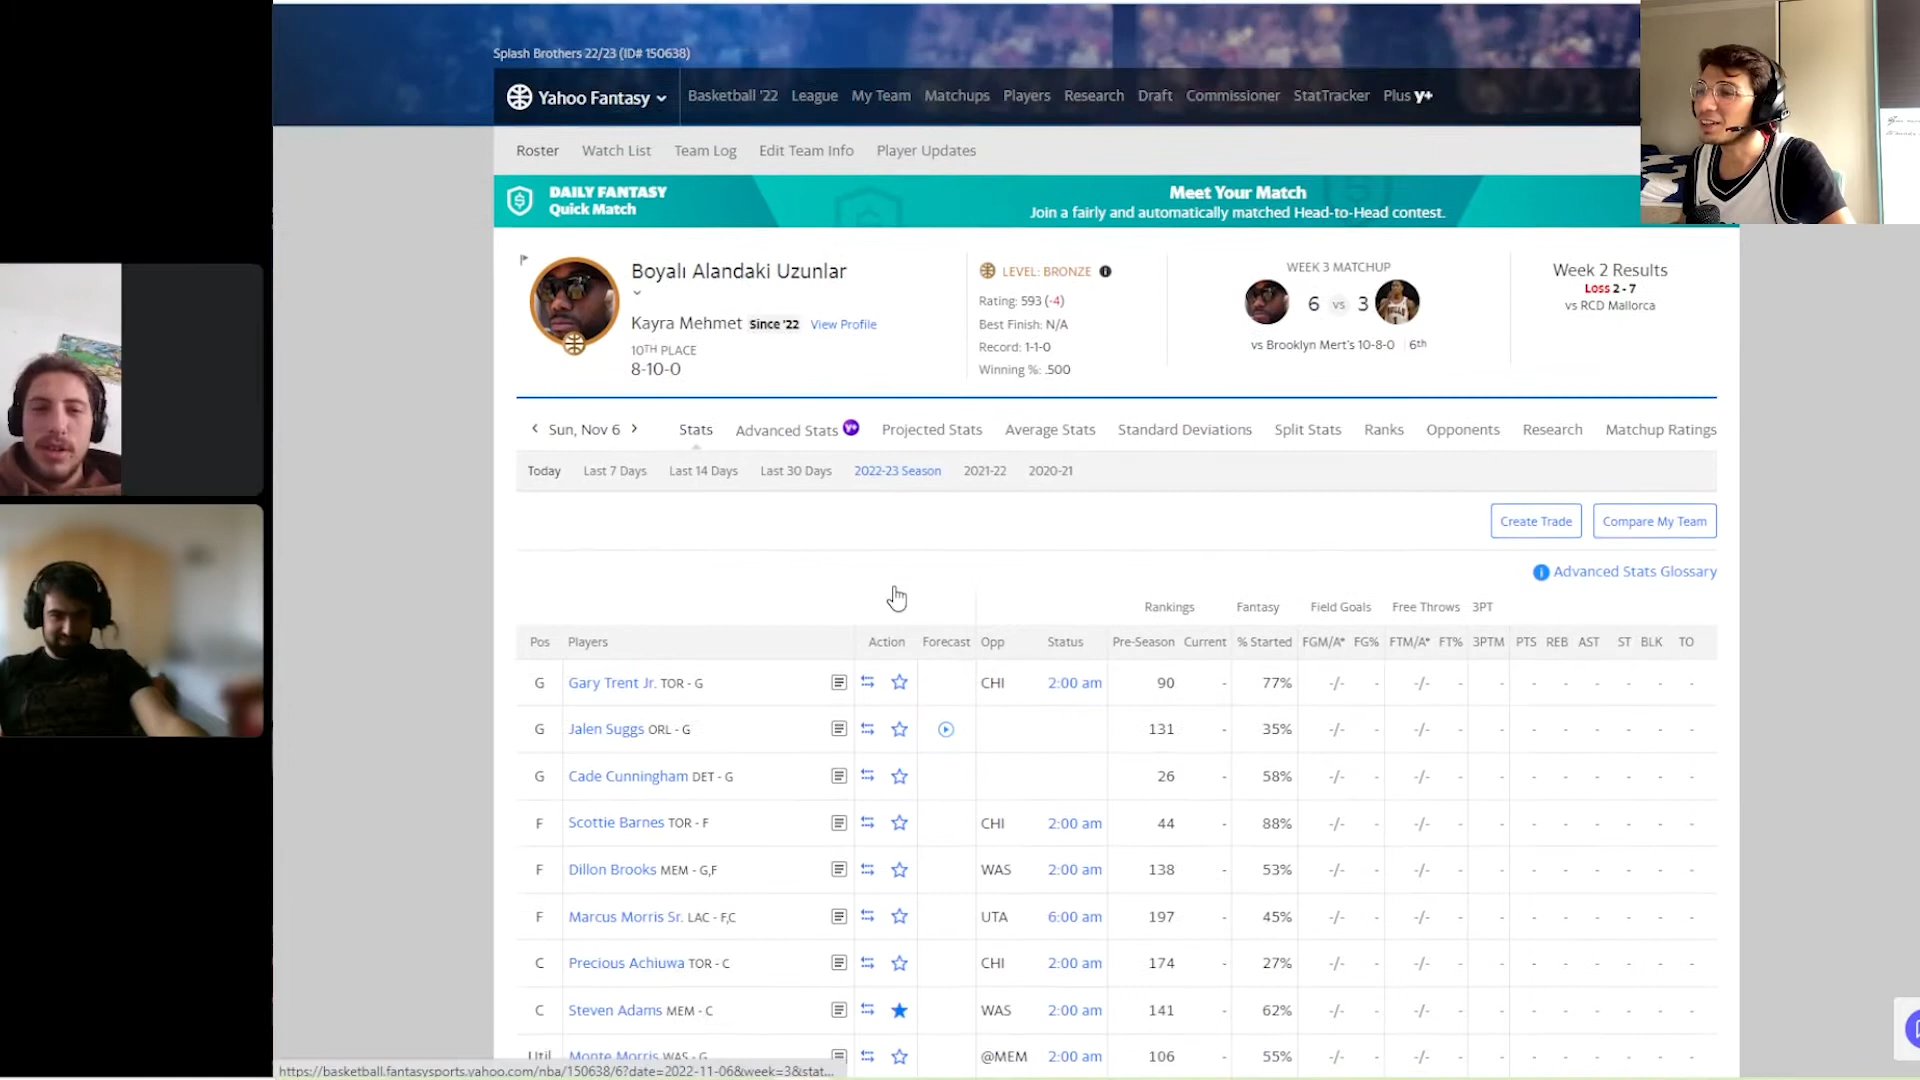 Splash Brothers 22/23 (ID# 150638)
Yahoo Fantasy Basketball '22 League My Team Matchups Players Research Draft Commissioner StatTracker Plus y+
Roster Watch List Team Log Edit Team Info Player Updates
DAILY FANTASY
Quick Match
Meet Your Match
Join a fairly and automatically matched Head-to-Head contest.
Boyalı Alandaki Uzunlar
Kayra Mehmet Since '22 View Profile
10TH PLACE
8-10-0
LEVEL: BRONZE
Rating: 593 (-4)
Best Finish: N/A
Record: 1-1-0
Winning %: .500
WEEK 3 MATCHUP
6 vs 3
vs Brooklyn Mert's 10-8-0 6th
Week 2 Results
Loss 2 - 7
vs RCD Mallorca
Sun, Nov 6 Stats Advanced Stats Y+ Projected Stats Average Stats Standard Deviations Split Stats Ranks Opponents Research Matchup Ratings
Today Last 7 Days Last 14 Days Last 30 Days 2022-23 Season 2021-22 2020-21
Create Trade Compare My Team
Advanced Stats Glossary
Rankings Fantasy Field Goals Free Throws 3PT
Pos Players Action Forecast Opp Status Pre-Season Current % Started FGM/A* FG% FTM/A* FT% 3PTM PTS REB AST ST BLK TO
G Gary Trent Jr. TOR - G CHI 2:00 am 90 - 77% -/- - -/- - - - - - - - -
G Jalen Suggs ORL - G 131 - 35% -/- - -/- - - - - - - - -
G Cade Cunningham DET - G 26 - 58% -/- - -/- - - - - - - - -
F Scottie Barnes TOR - F CHI 2:00 am 44 - 88% -/- - -/- - - - - - - - -
F Dillon Brooks MEM - G,F WAS 2:00 am 138 - 53% -/- - -/- - - - - - - - -
F Marcus Morris Sr. LAC - F,C UTA 6:00 am 197 - 45% -/- - -/- - - - - - - - -
C Precious Achiuwa TOR - C CHI 2:00 am 174 - 27% -/- - -/- - - - - - - - -
C Steven Adams MEM - C WAS 2:00 am 141 - 62% -/- - -/- - - - - - - - -
Util Monte Morris WAS - G @MEM 2:00 am 106 - 55% -/- - -/- - - - - - - - -
https://basketball.fantasysports.yahoo.com/nba/150638/6?date=2022-11-06&week=3&stat...